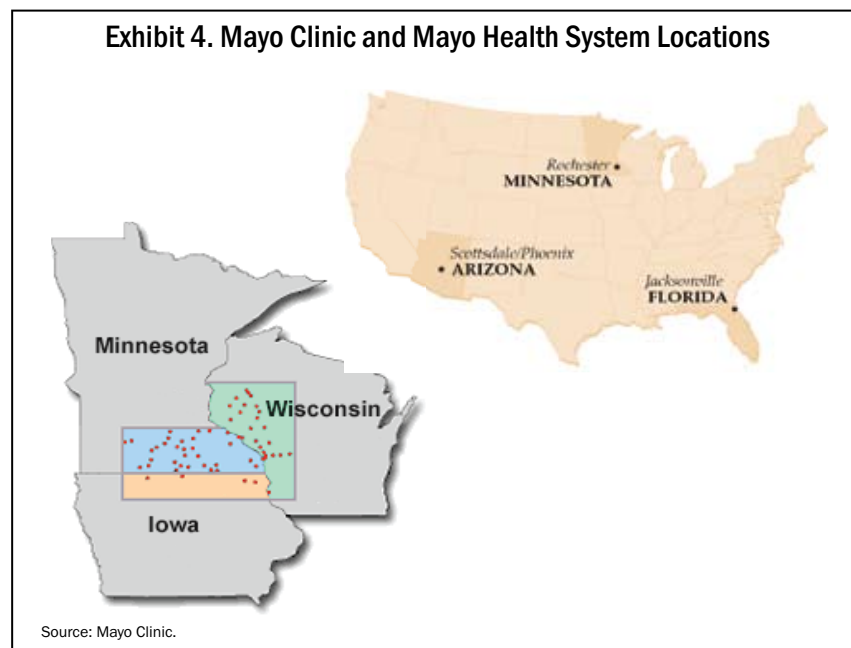 Exhibit 4. Mayo Clinic and Mayo Health System Locations
Rochester
MINNESOTA
Scottsdale/Phoenix
ARIZONA
Jacksonville
FLORIDA
Minnesota
Wisconsin
Iowa
Source: Mayo Clinic.